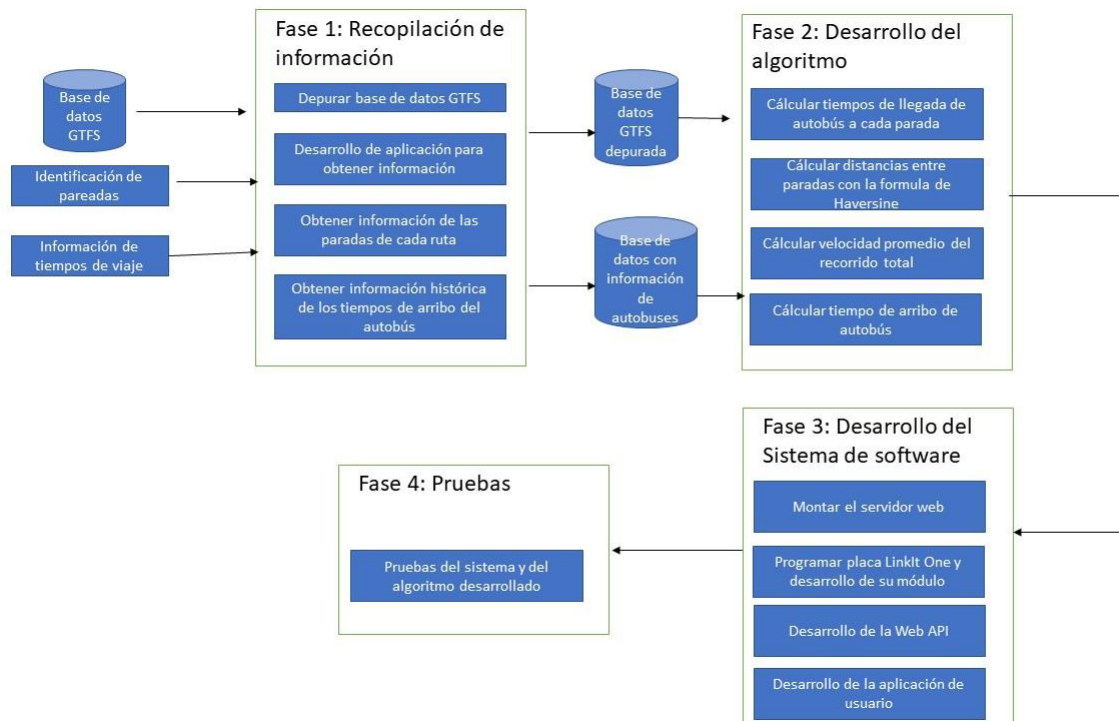 Fase 1: Recopilación de
información
Base de
datos
GTFS
Identificación de
pareadas
Información de
tiempos de viaje
Depurar base de datos GTFS
Desarrollo de aplicación para
obtener información
Obtener información de las
paradas de cada ruta
Obtener información histórica
de los tiempos de arribo del
autobús
Base de
datos
GTFS
depurada
Base de
datos con
información
de
autobuses
Fase 2: Desarrollo del
algoritmo
Cálcular tiempos de llegada de
autobús a cada parada
Cálcular distancias entre
paradas con la formula de
Haversine
Cálcular velocidad promedio del
recorrido total
Cálcular tiempo de arribo de
autobús
Fase 3: Desarrollo del
Sistema de software
Montar el servidor web
Programar placa LinkIt One y
desarrollo de su módulo
Desarrollo de la Web API
Desarrollo de la aplicación de
usuario
Fase 4: Pruebas
Pruebas del sistema y del
algoritmo desarrollado